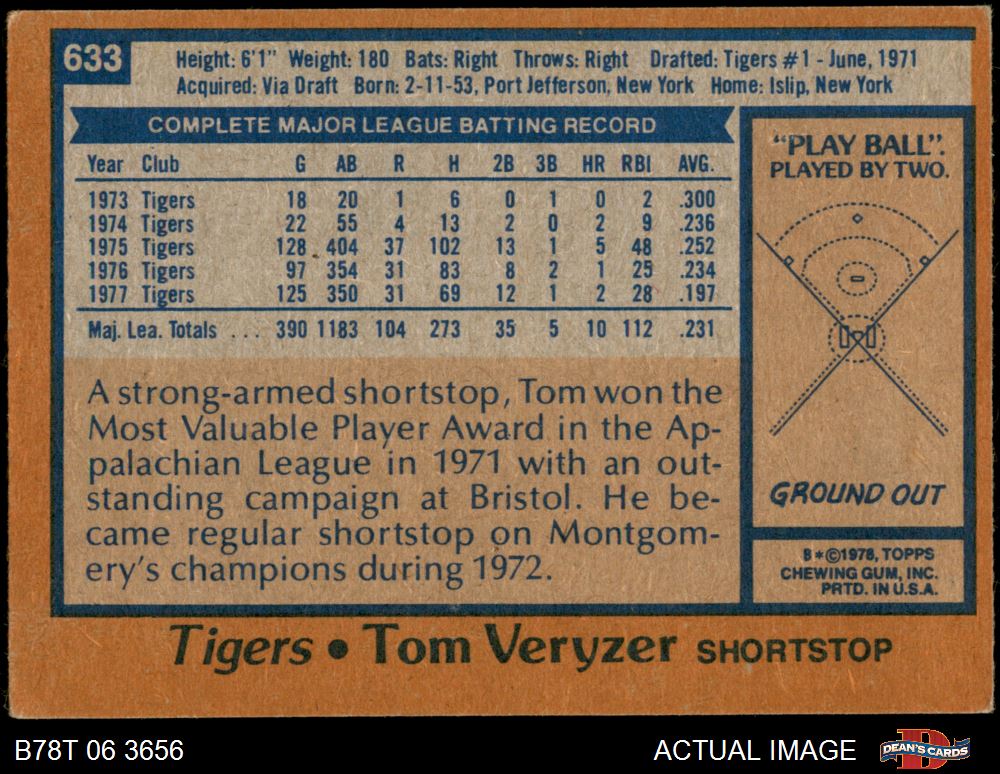 633
Height: 6'1" Weight: 180 Bats: Right Throws: Right Drafted: Tigers #1 - June, 1971
Acquired: Via Draft Born: 2-11-53, Port Jefferson, New York Home: Islip, New York
COMPLETE MAJOR LEAGUE BATTING RECORD
Year Club G AB R H 2B 3B HR RBI AVG.
1973 Tigers 18 20 1 6 0 1 0 2 .300
1974 Tigers 22 55 4 13 2 0 2 9 .236
1975 Tigers 128 404 37 102 13 1 5 48 .252
1976 Tigers 97 354 31 83 8 2 1 25 .234
1977 Tigers 125 350 31 69 12 1 2 28 .197
Maj. Lea. Totals ... 390 1183 104 273 35 5 10 112 .231
A strong-armed shortstop, Tom won the
Most Valuable Player Award in the Ap-
palachian League in 1971 with an out-
standing campaign at Bristol. He be-
came regular shortstop on Montgom-
ery's champions during 1972.
"PLAY BALL".
PLAYED BY TWO.
GROUND OUT
B*©1978, TOPPS
CHEWING GUM, INC.
PRTD. IN U.S.A.
Tigers • Tom Veryzer SHORTSTOP
B78T 06 3656
ACTUAL IMAGE
DEAN'S CARDS